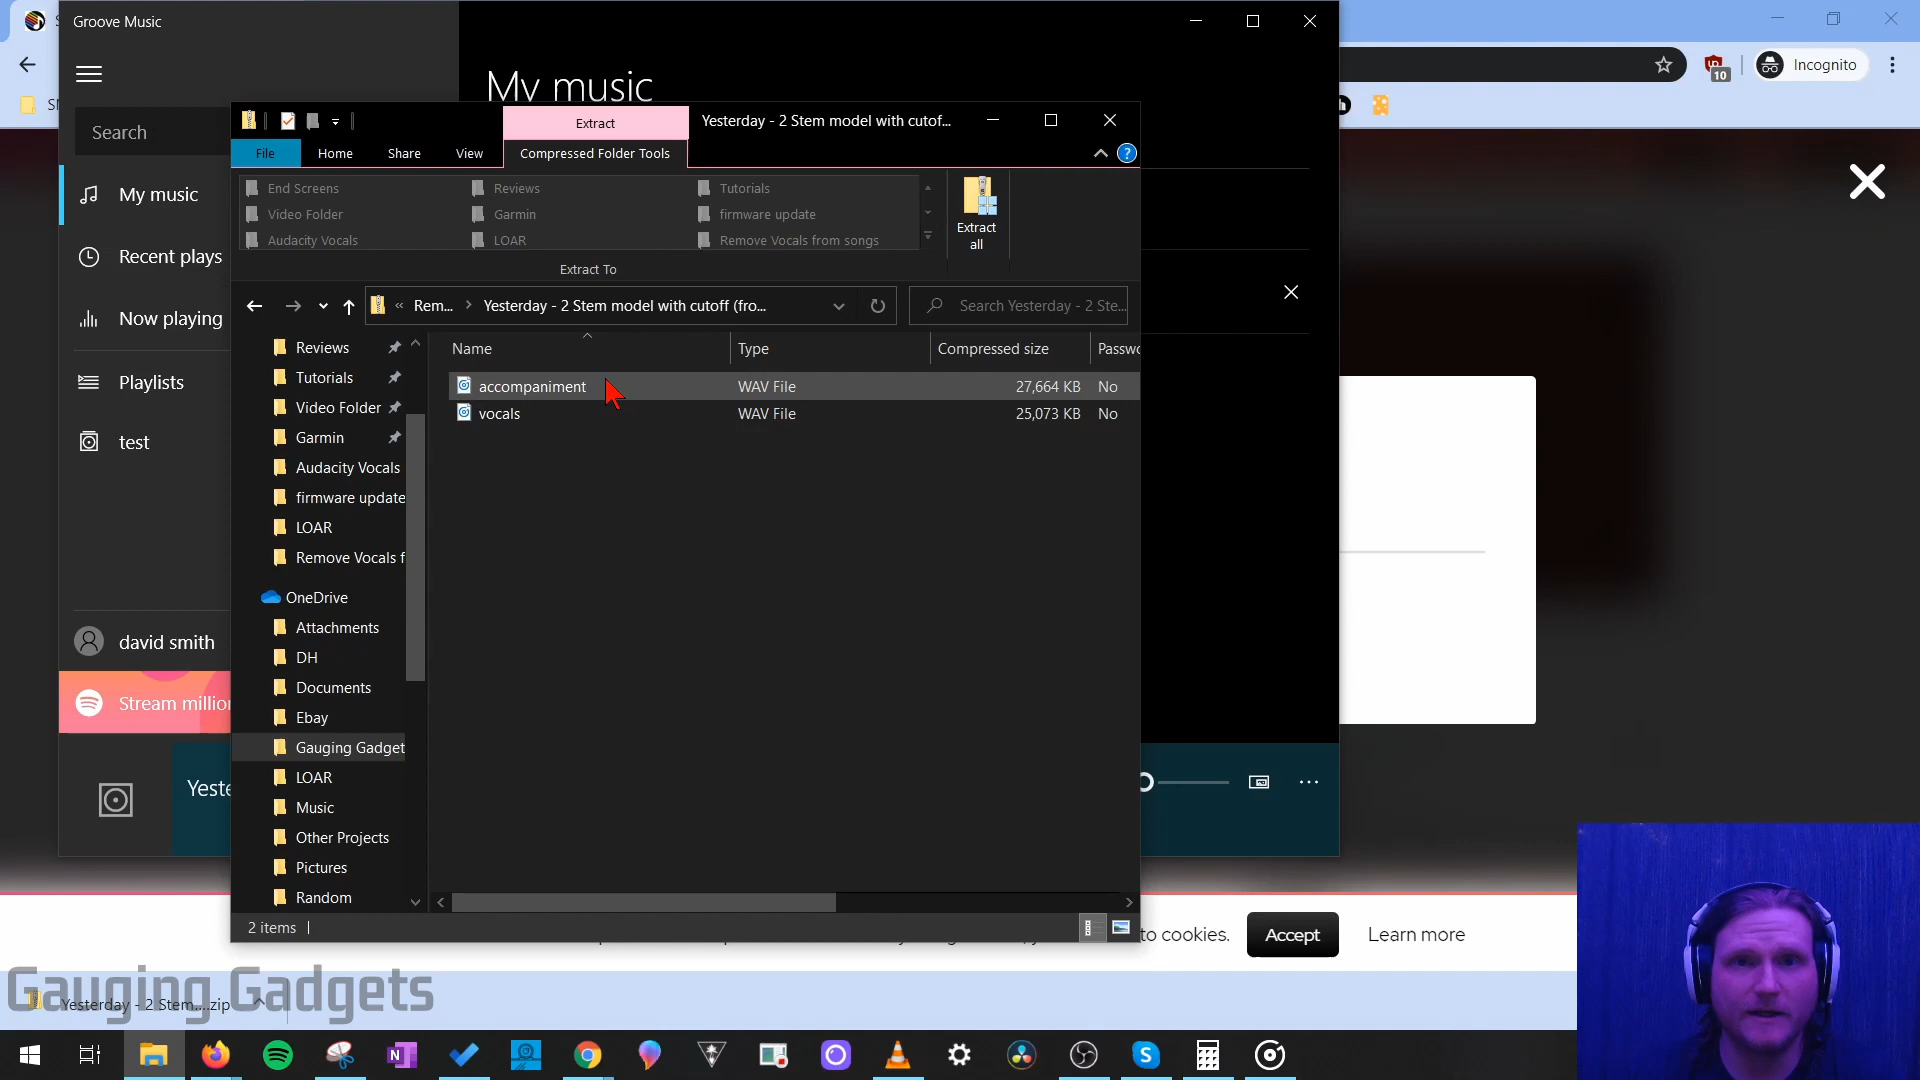 Groove Music
My music
Search
My music
Recent plays
Now playing
Playlists
test
david smith
Extract
Yesterday - 2 Stem model with cutof...
File
Home
Share
View
Compressed Folder Tools
?
End Screens
Reviews
Tutorials
Video Folder
Garmin
firmware update
Audacity Vocals
LOAR
Remove Vocals from songs
Extract
all
Extract To
« Rem...
Yesterday - 2 Stem model with cutoff (fro...
Search Yesterday - 2 Ste...
Name
Type
Compressed size
accompaniment
WAV File
27,664 KB
No
vocals
WAV File
25,073 KB
No
Reviews
Tutorials
Video Folder
Garmin
Audacity Vocals
firmware update
LOAR
Remove Vocals f
OneDrive
Attachments
DH
Documents
Ebay
Gauging Gadget
LOAR
Music
Other Projects
Pictures
Random
2 items
Incognito
10
to cookies.
Accept
Learn more
Yesterday - 2 Stem....zip
Gauging Gadgets